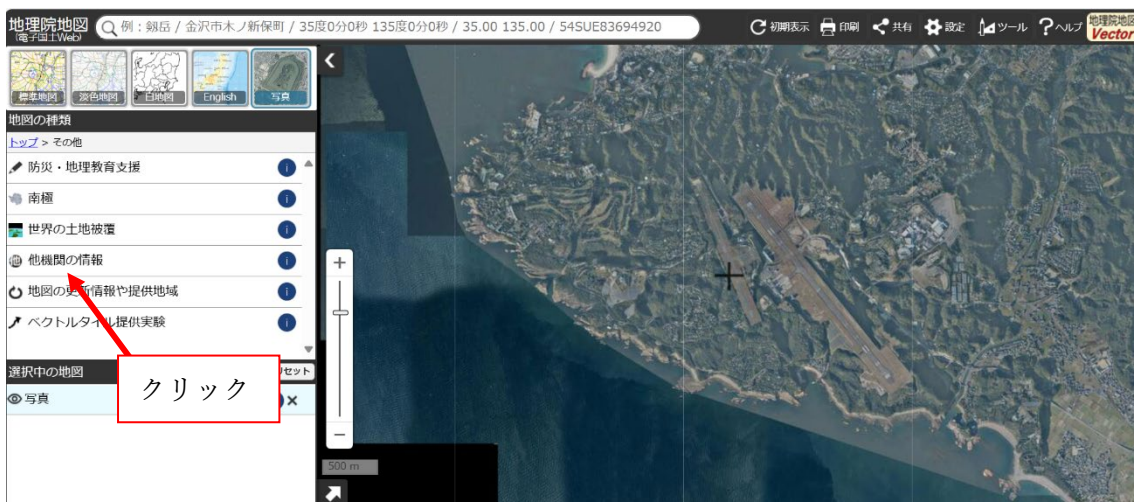 地理院地図
(電子国土Web)
例：剱岳 / 金沢市木ノ新保町 / 35度0分0秒 135度0分0秒 / 35.00 135.00 / 54SUE83694920
初期表示 印刷 共有 設定 ツール ?ヘルプ
地理院地図
Vector
標準地図 淡色地図 白地図 English 写真
地図の種類
トップ > その他
防災・地理教育支援
南極
世界の土地被覆
他機関の情報
地図の更新情報や提供地域
ベクトルタイル提供実験
選択中の地図
リセット
クリック
写真
500 m